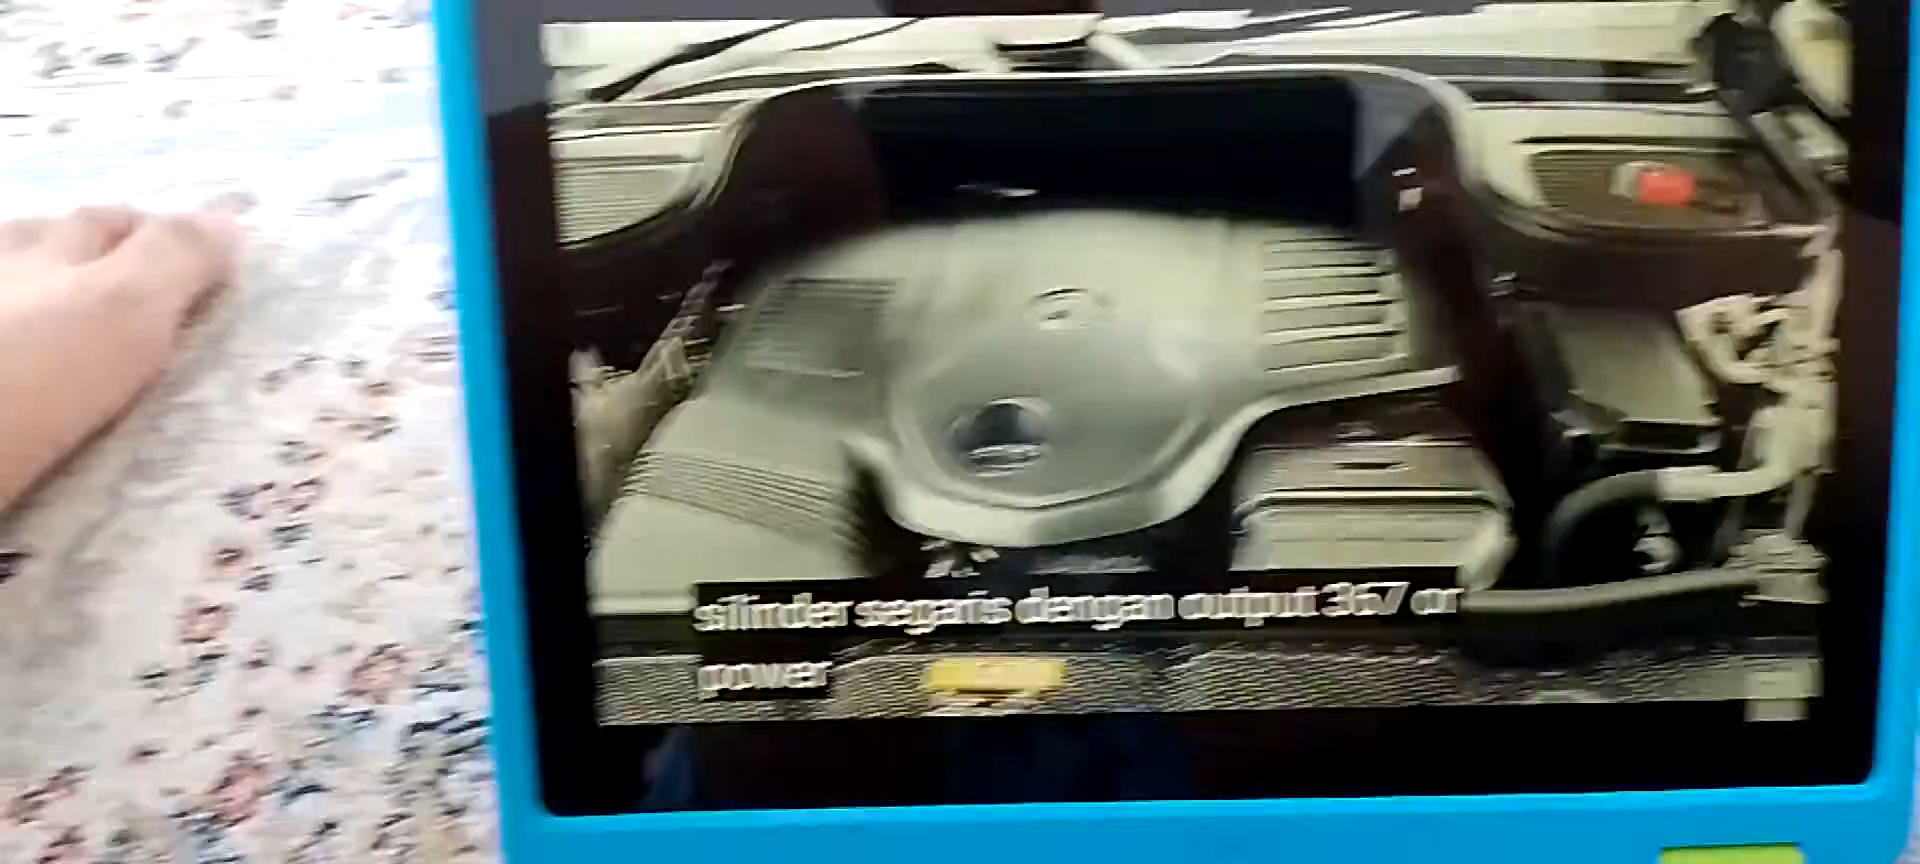 silinder segaris dengan output 367 or
power